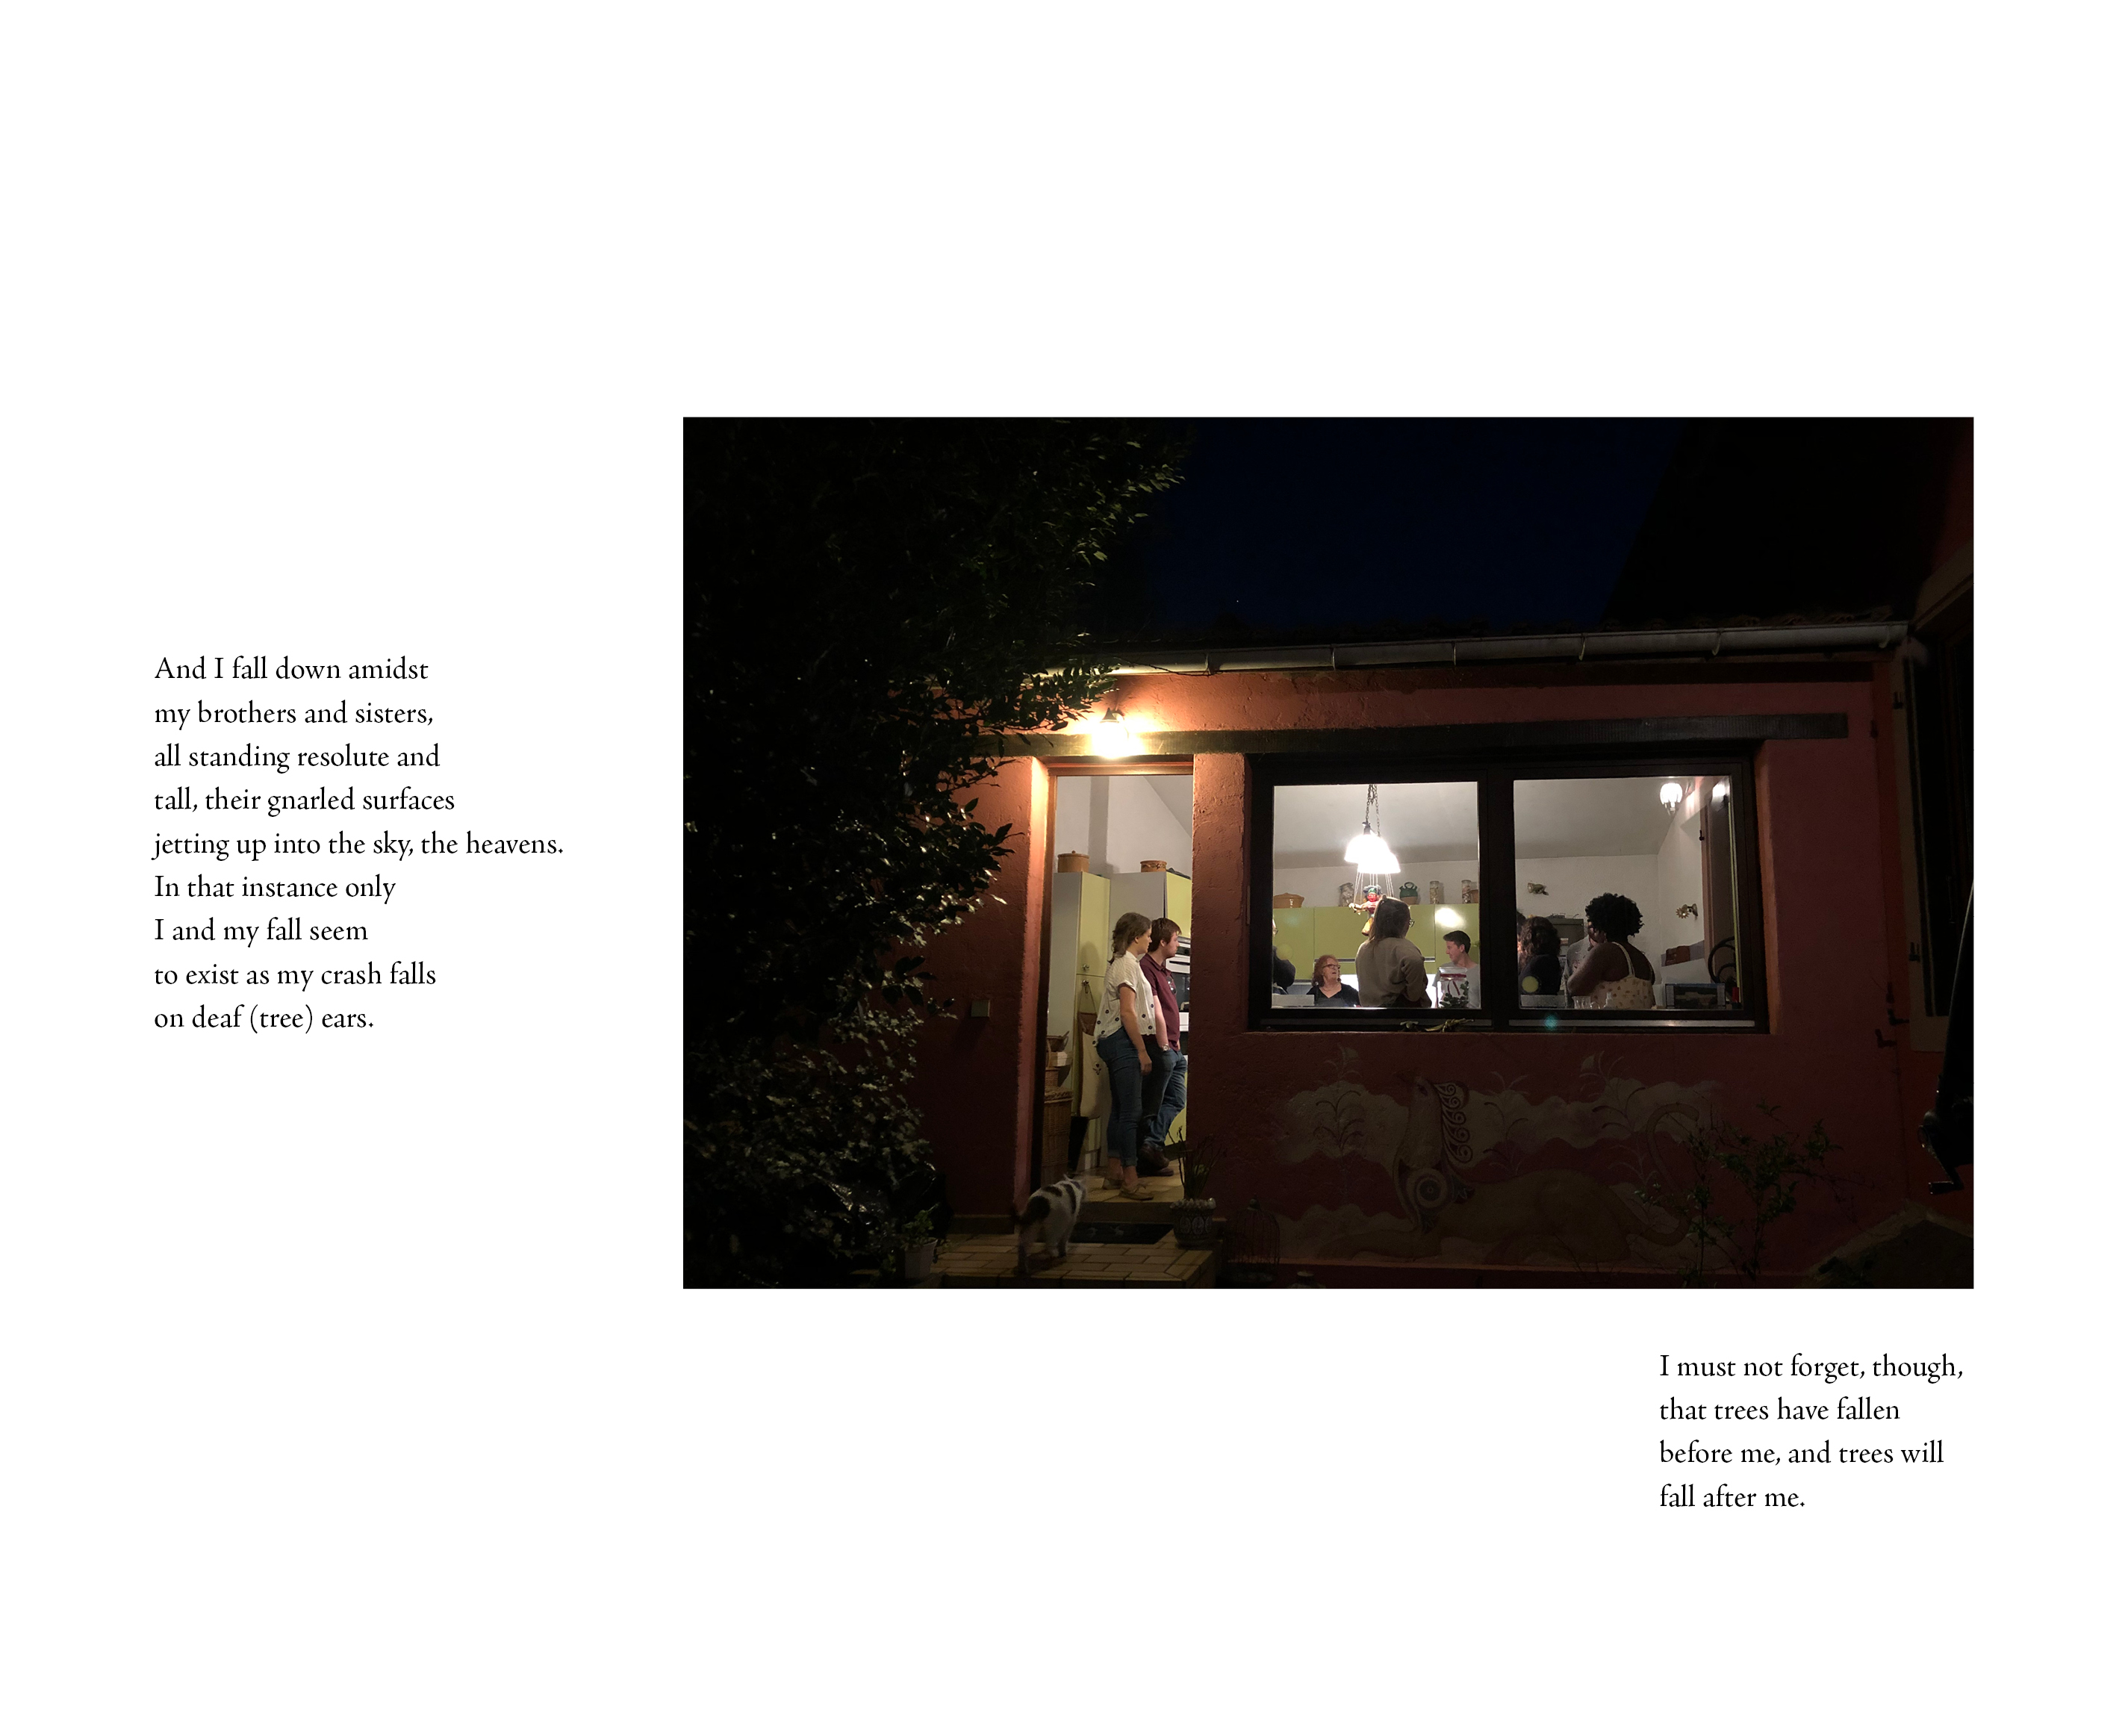 And I fall down amidst
my brothers and sisters,
all standing resolute and
tall, their gnarled surfaces
jetting up into the sky, the heavens.
In that instance only
I and my fall seem
to exist as my crash falls
on deaf (tree) ears.
I must not forget, though,
that trees have fallen
before me, and trees will
fall after me.